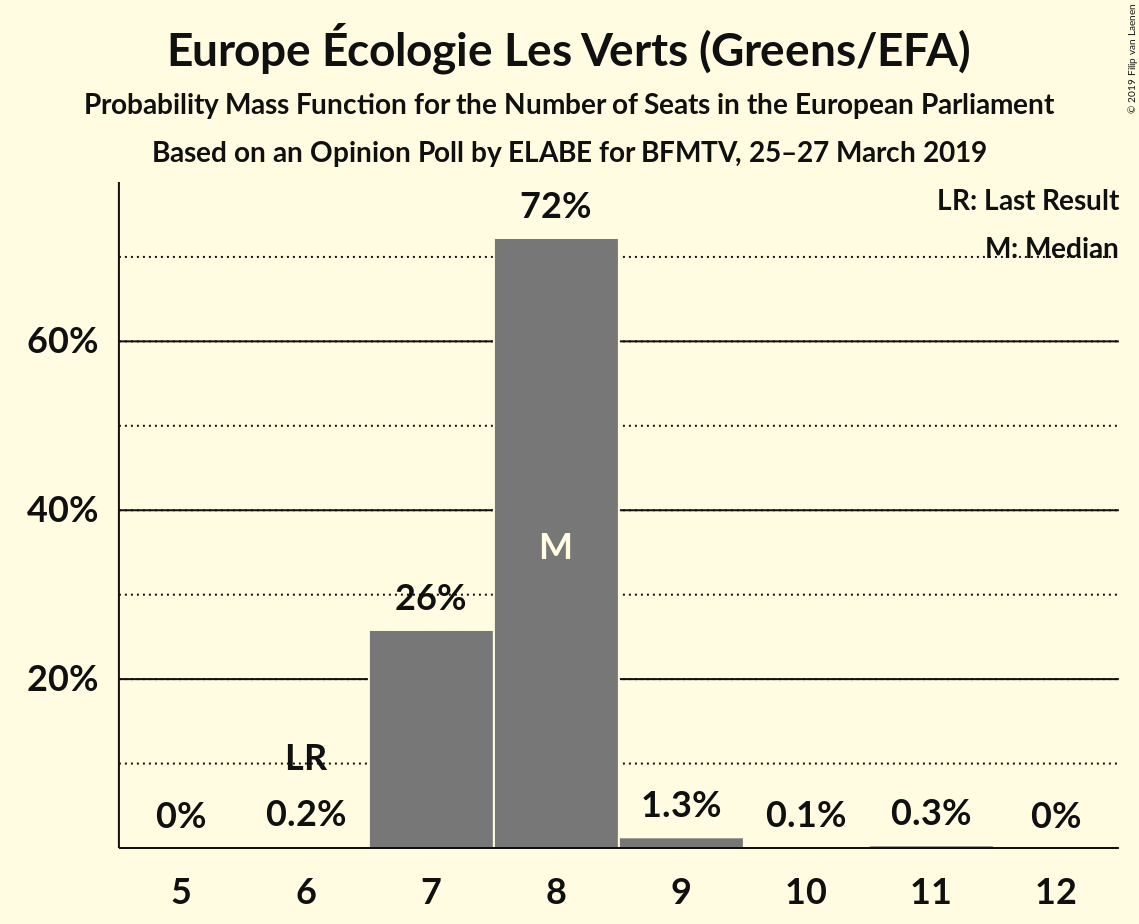 Europe Écologie Les Verts (Greens/EFA)
Probability Mass Function for the Number of Seats in the European Parliament
Based on an Opinion Poll by ELABE for BFMTV, 25–27 March 2019
© 2019 Filip van Laenen
LR: Last Result
M: Median
72%
60%
40%
M
26%
20%
LR
0%
0.2%
1.3%
0.1%
0.3%
0%
5 6 7 8 9 10 11 12